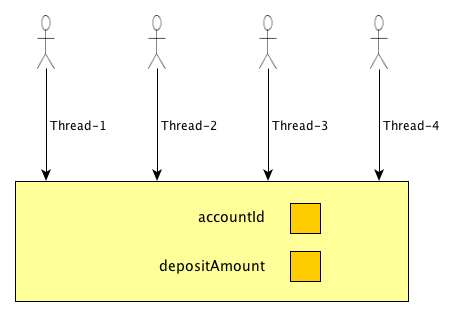 Thread-1
Thread-2
Thread-3
Thread-4
accountId
depositAmount